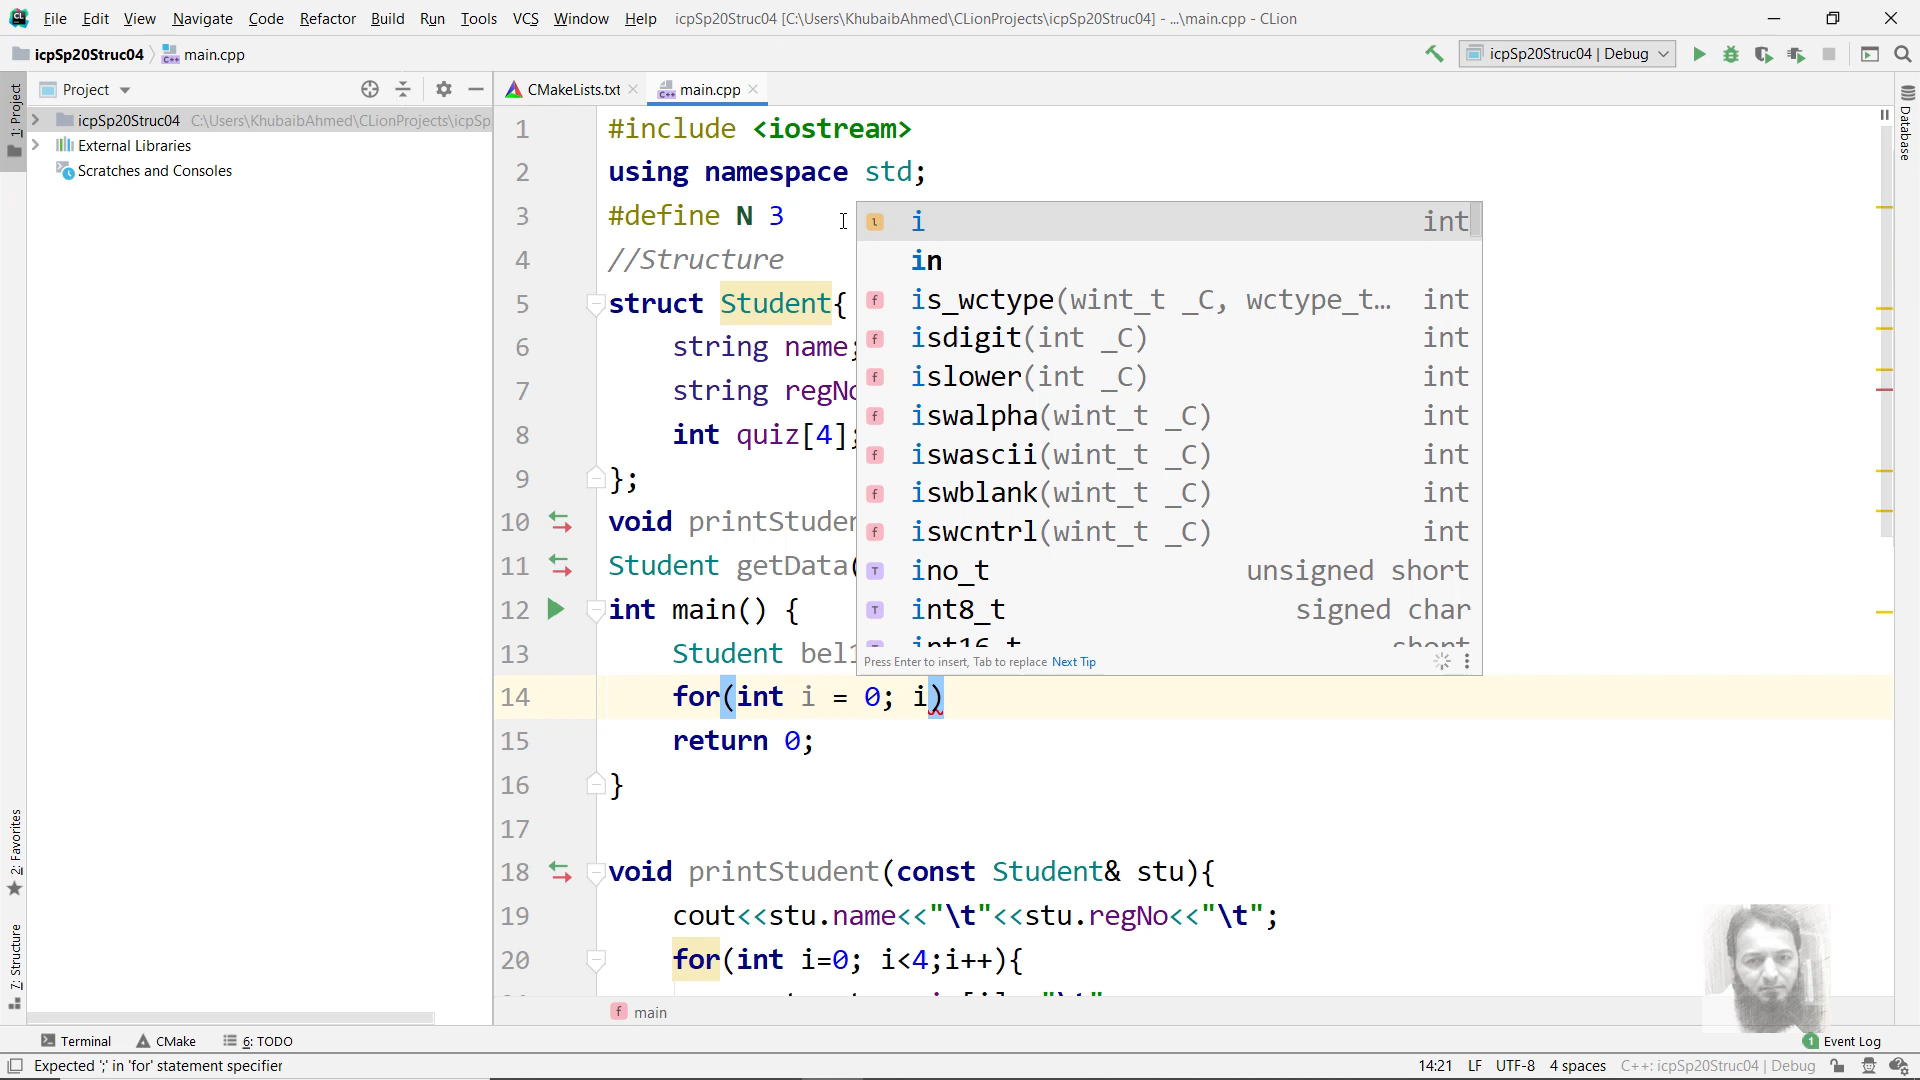 File Edit View Navigate Code Refactor Build Run Tools VCS Window Help icpSp20Struc04 [C:\Users\KhubaibAhmed\CLionProjects\icpSp20Struc04] - ...\main.cpp - CLion
icpSp20Struc04 main.cpp icpSp20Struc04 | Debug
1: Project
Project
icpSp20Struc04 C:\Users\KhubaibAhmed\CLionProjects\icpSp
External Libraries
Scratches and Consoles
2: Favorites
7: Structure
CMakeLists.txt main.cpp
1 #include <iostream>
2 using namespace std;
3 #define N 3
4 //Structure
5 struct Student{
6 string name;
7 string regNo
8 int quiz[4];
9 };
10 void printStuden
11 Student getData(
12 int main() {
13 Student bel1
14 for(int i = 0; i)
15 return 0;
16 }
17
18 void printStudent(const Student& stu){
19 cout<<stu.name<<"\t"<<stu.regNo<<"\t";
20 for(int i=0; i<4;i++){
i int
in
is_wctype(wint_t _C, wctype_t... int
isdigit(int _C) int
islower(int _C) int
iswalpha(wint_t _C) int
iswascii(wint_t _C) int
iswblank(wint_t _C) int
iswcntrl(wint_t _C) int
ino_t unsigned short
int8_t signed char
int16_t short
Press Enter to insert, Tab to replace Next Tip
main
Database
Terminal CMake 6: TODO 1 Event Log
Expected ';' in 'for' statement specifier 14:21 LF UTF-8 4 spaces C++: icpSp20Struc04 | Debug